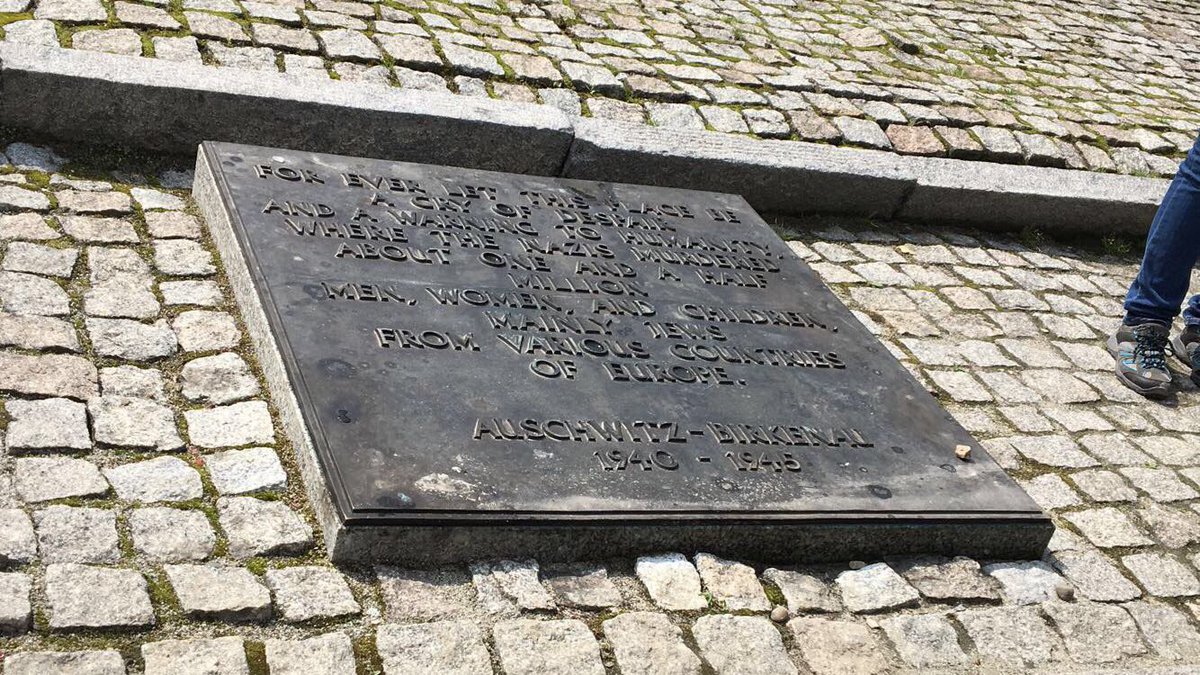 FOR EVER LET THIS PLACE BE
A CRY OF DESPAIR
AND A WARNING TO HUMANITY,
WHERE THE NAZIS MURDERED
ABOUT ONE AND A HALF
MILLION
MEN, WOMEN, AND CHILDREN,
MAINLY JEWS
FROM VARIOUS COUNTRIES
OF EUROPE.
AUSCHWITZ-BIRKENAU
1940 - 1945